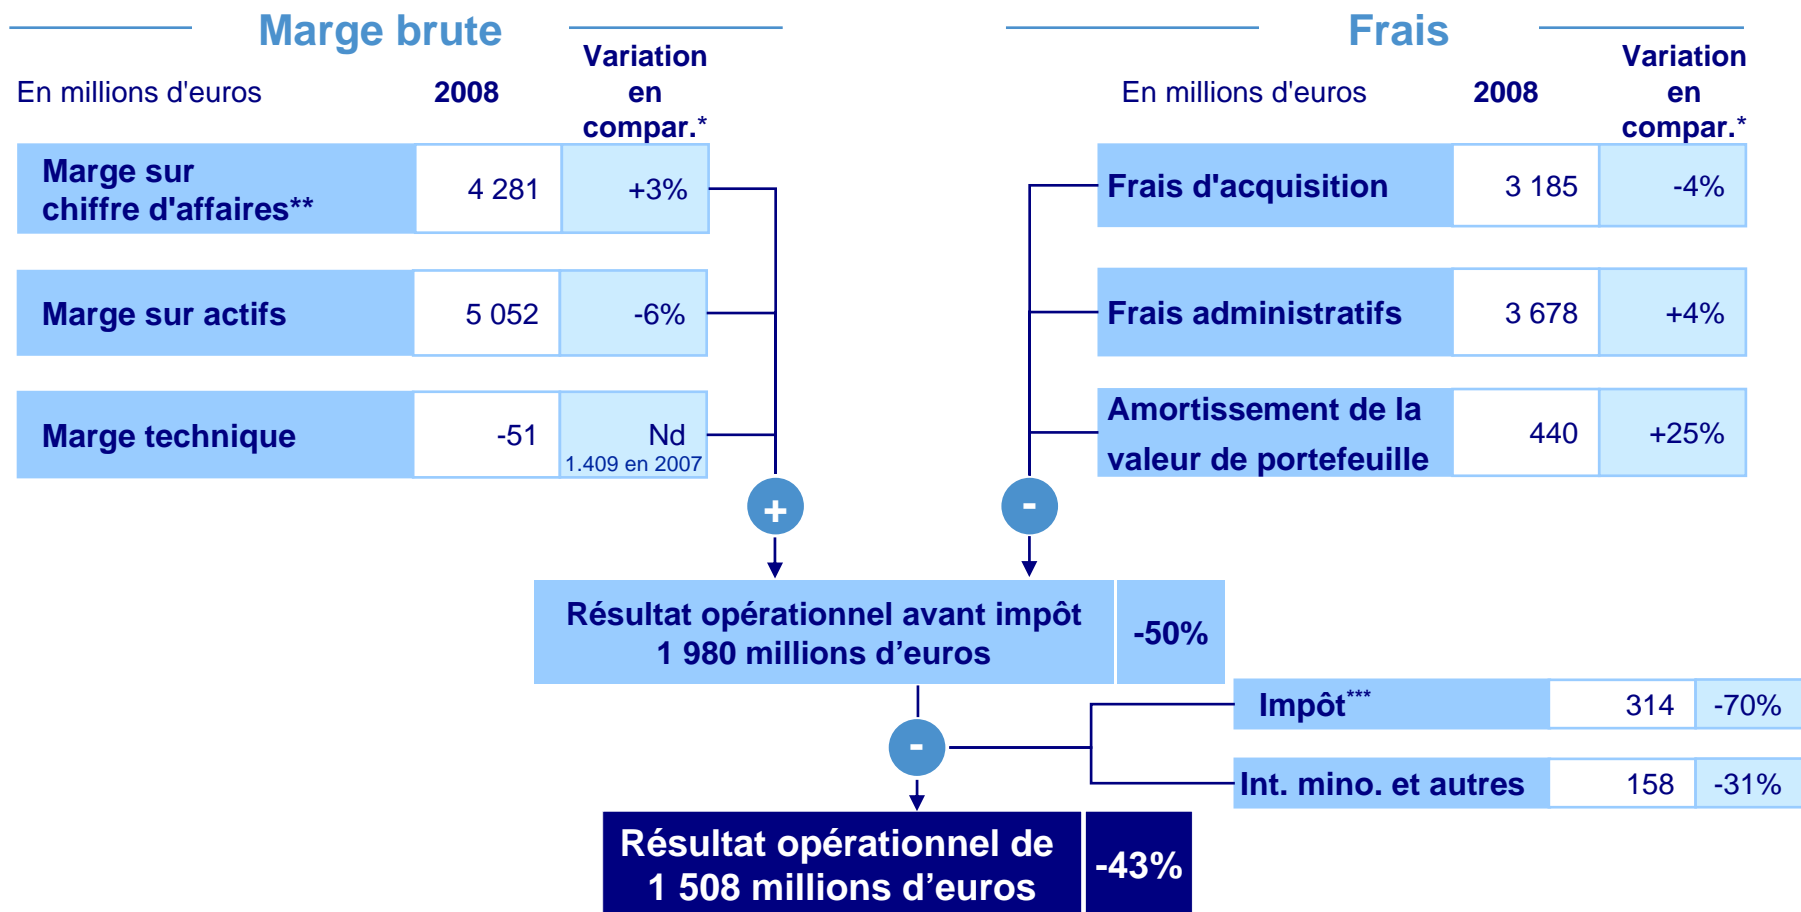 Marge brute
En millions d'euros 2008 Variation
en
compar.*
Marge sur
chiffre d'affaires** 4 281 +3%
Marge sur actifs 5 052 -6%
Marge technique -51 Nd
1.409 en 2007
+
Frais
En millions d'euros 2008 Variation
en
compar.*
Frais d'acquisition 3 185 -4%
Frais administratifs 3 678 +4%
Amortissement de la
valeur de portefeuille 440 +25%
-
Résultat opérationnel avant impôt
1 980 millions d’euros -50%
-
Impôt*** 314 -70%
Int. mino. et autres 158 -31%
Résultat opérationnel de
1 508 millions d’euros -43%